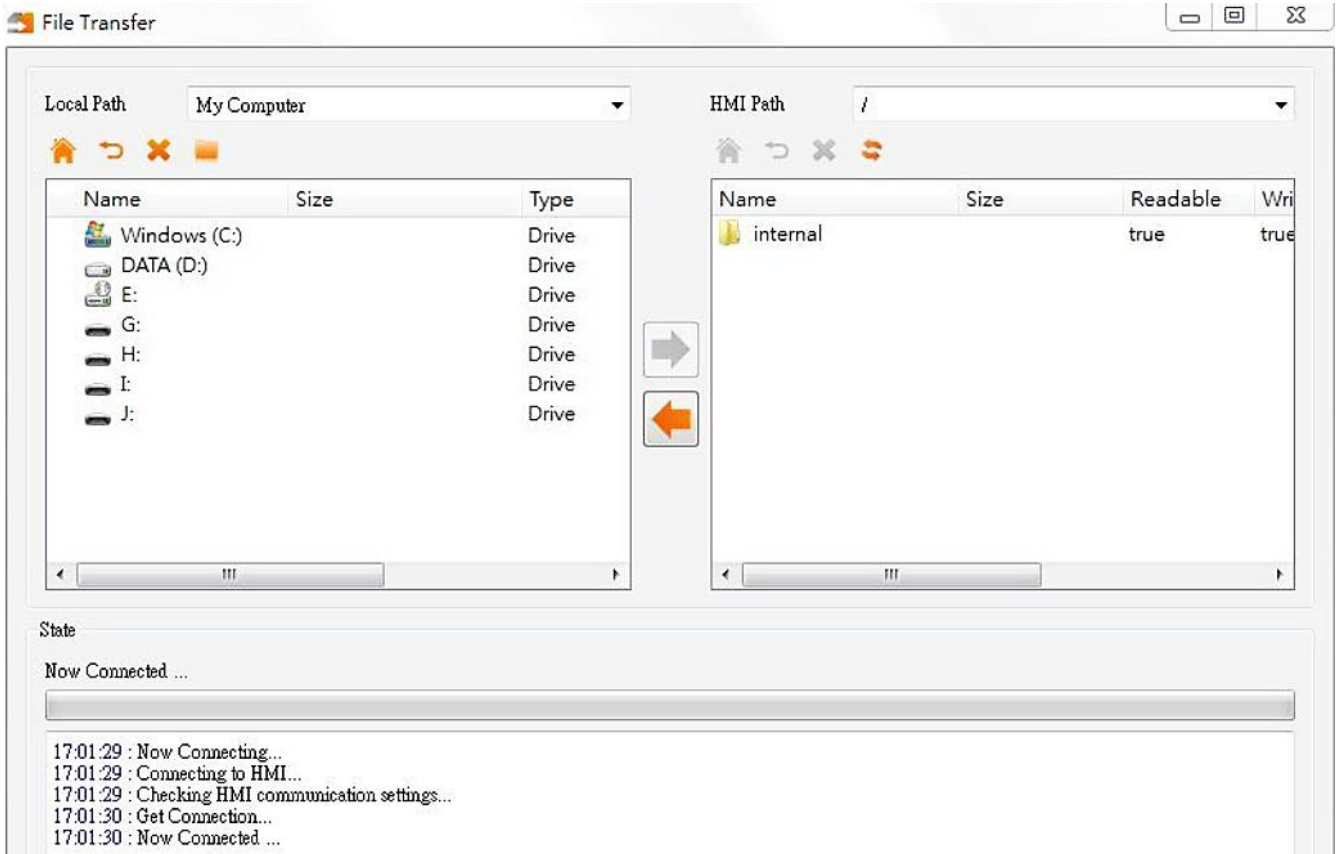 File Transfer
Local Path My Computer HMI Path /
Name Size Type Name Size Readable Wri
Windows (C:) Drive internal true true
DATA (D:) Drive
E: Drive
G: Drive
H: Drive
I: Drive
J: Drive
State
Now Connected ...
17:01:29 : Now Connecting...
17:01:29 : Connecting to HMI...
17:01:29 : Checking HMI communication settings...
17:01:30 : Get Connection...
17:01:30 : Now Connected ...